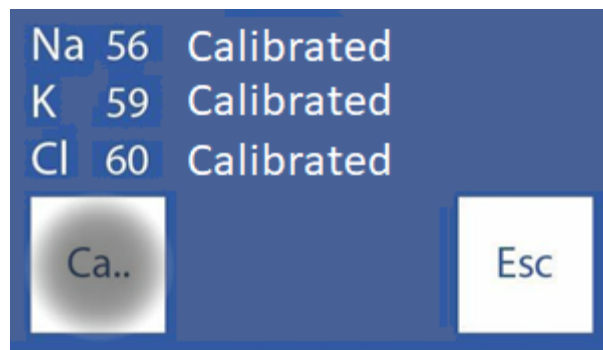 Na 56 Calibrated
K 59 Calibrated
Cl 60 Calibrated
Ca.. Esc